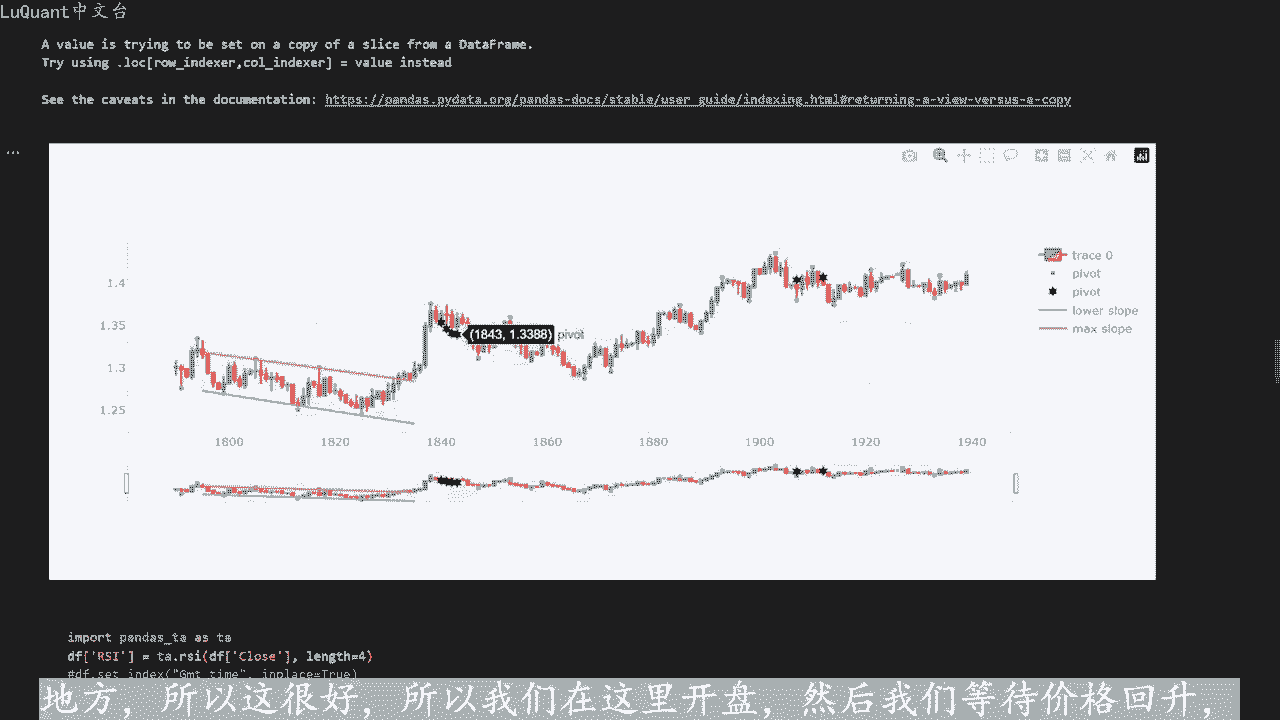 LuQuant中文台
A value is trying to be set on a copy of a slice from a DataFrame.
Try using .loc[row_indexer,col_indexer] = value instead
See the caveats in the documentation: https://pandas.pydata.org/pandas-docs/stable/user_guide/indexing.html#returning-a-view-versus-a-copy
...
trace 0
pivot
pivot
lower slope
max slope
1.4
1.35
1.3
1.25
(1843, 1.3388) pivot
1800 1820 1840 1860 1880 1900 1920 1940
import pandas_ta as ta
df['RSI'] = ta.rsi(df['Close'], length=4)
#df.set_index("Gmt time", inplace=True)
地方，所以这很好，所以我们在这里开盘，然后我们等待价格回升，